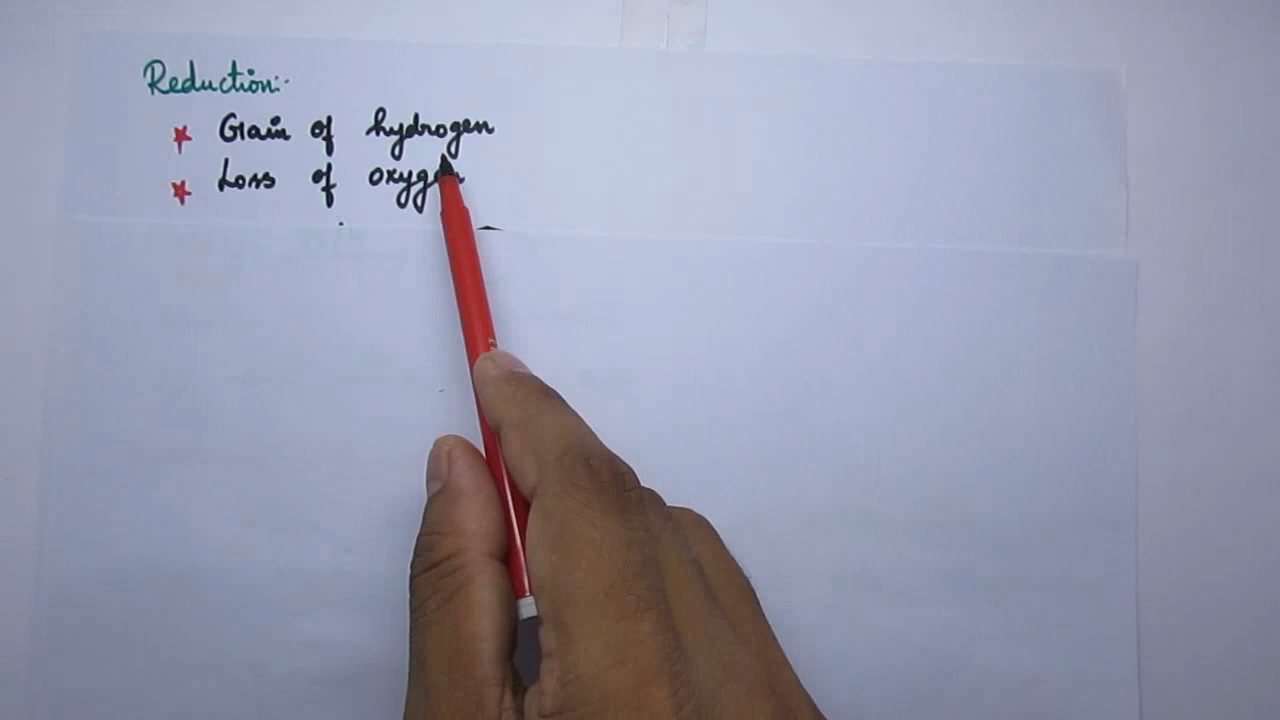 Reduction:-
* Gain of hydrogen
* Loss of oxygen